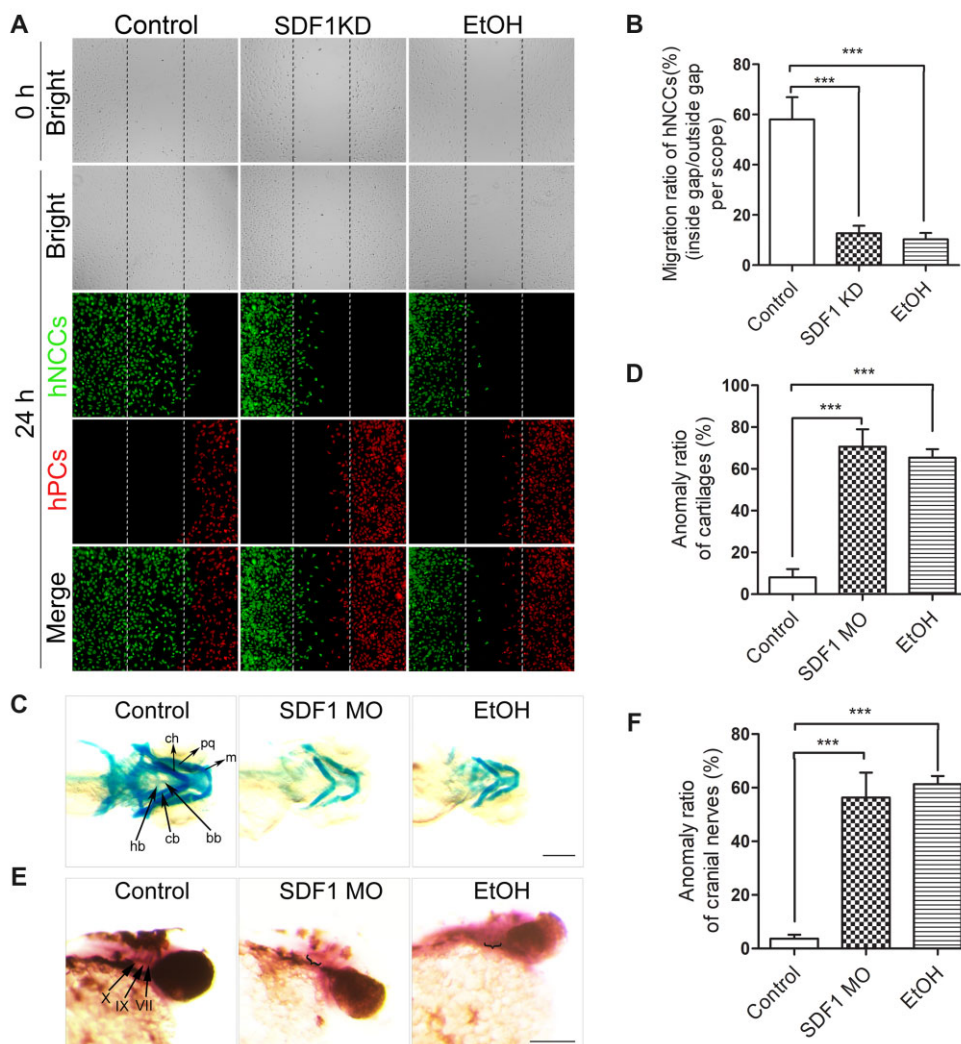 A
Control
SDF1KD
EtOH
0 h
Bright
24 h
Bright
hNCCs
hPCs
Merge
B
Migration ratio of hNCCs(%)
(inside gap/outside gap
per scope)
80
60
40
20
0
***
***
Control
SDF1 KD
EtOH
C
Control
SDF1 MO
EtOH
ch
pq
m
hb
cb
bb
D
Anomaly ratio
of cartilages (%)
100
80
60
40
20
0
***
***
Control
SDF1 MO
EtOH
E
Control
SDF1 MO
EtOH
X
IX
VII
F
Anomaly ratio
of cranial nerves (%)
80
60
40
20
0
***
***
Control
SDF1 MO
EtOH